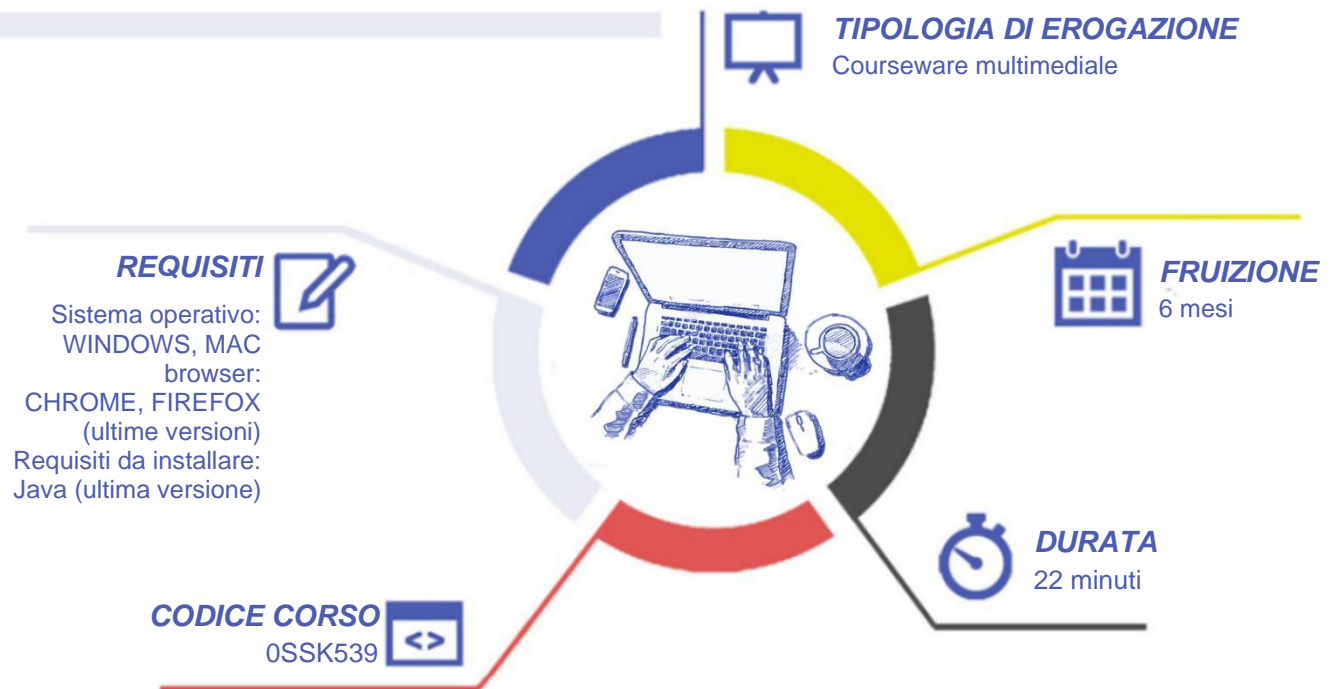 TIPOLOGIA DI EROGAZIONE
Courseware multimediale
REQUISITI
Sistema operativo:
WINDOWS, MAC
browser:
CHROME, FIREFOX
(ultime versioni)
Requisiti da installare:
Java (ultima versione)
FRUIZIONE
6 mesi
DURATA
22 minuti
CODICE CORSO
0SSK539